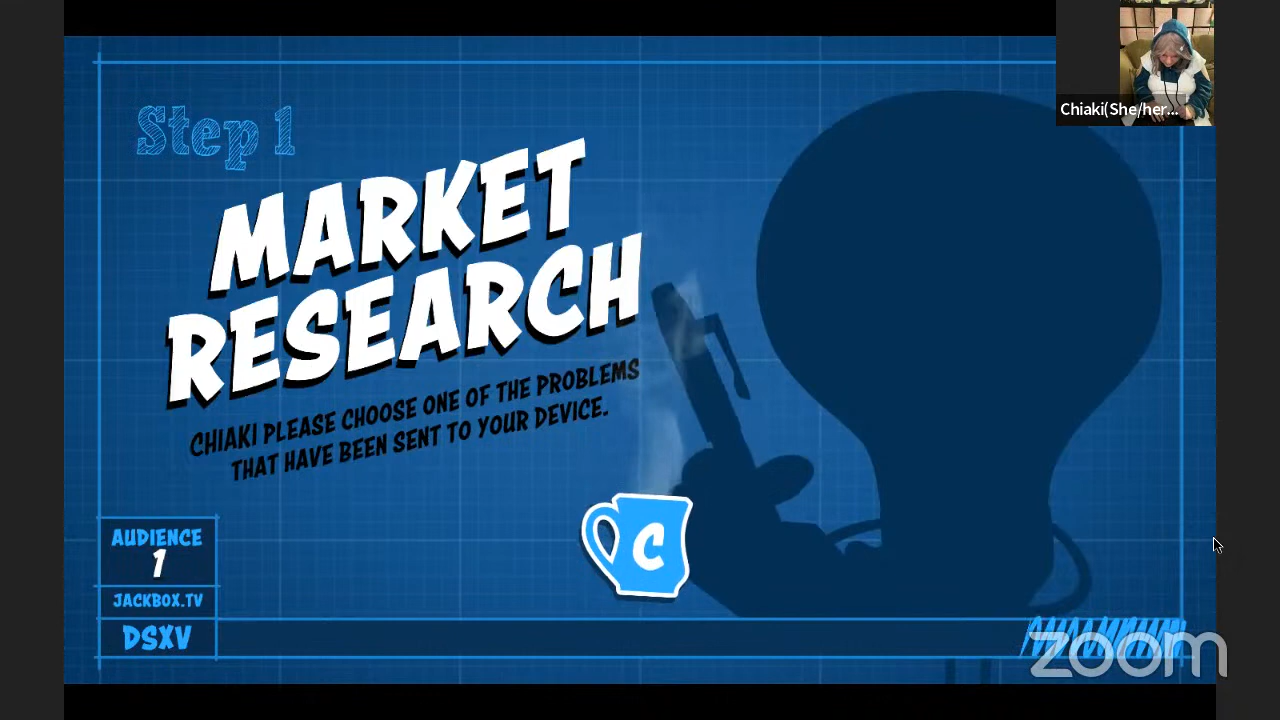 Chiaki(She/her...
Step 1
MARKET
RESEARCH
CHIAKI PLEASE CHOOSE ONE OF THE PROBLEMS
THAT HAVE BEEN SENT TO YOUR DEVICE.
C
AUDIENCE
1
JACKBOX.TV
DSXV
zoom